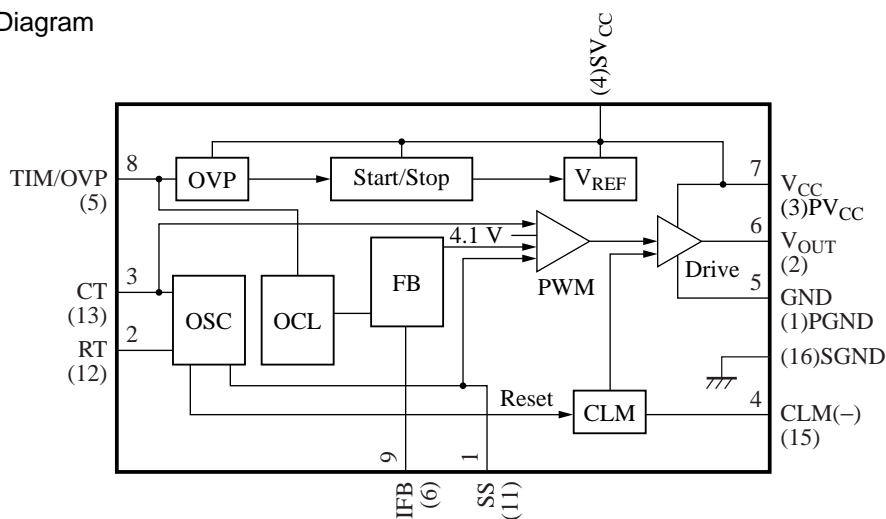 Diagram
(4)SVCC
8
TIM/OVP
(5)
OVP
Start/Stop
VREF
7
VCC
(3)PVCC
4.1 V
PWM
Drive
6
VOUT
(2)
5
GND
(1)PGND
3
CT
(13)
2
RT
(12)
OSC
OCL
FB
(16)SGND
Reset
CLM
4
CLM(−)
(15)
9
IFB
(6)
1
SS
(11)